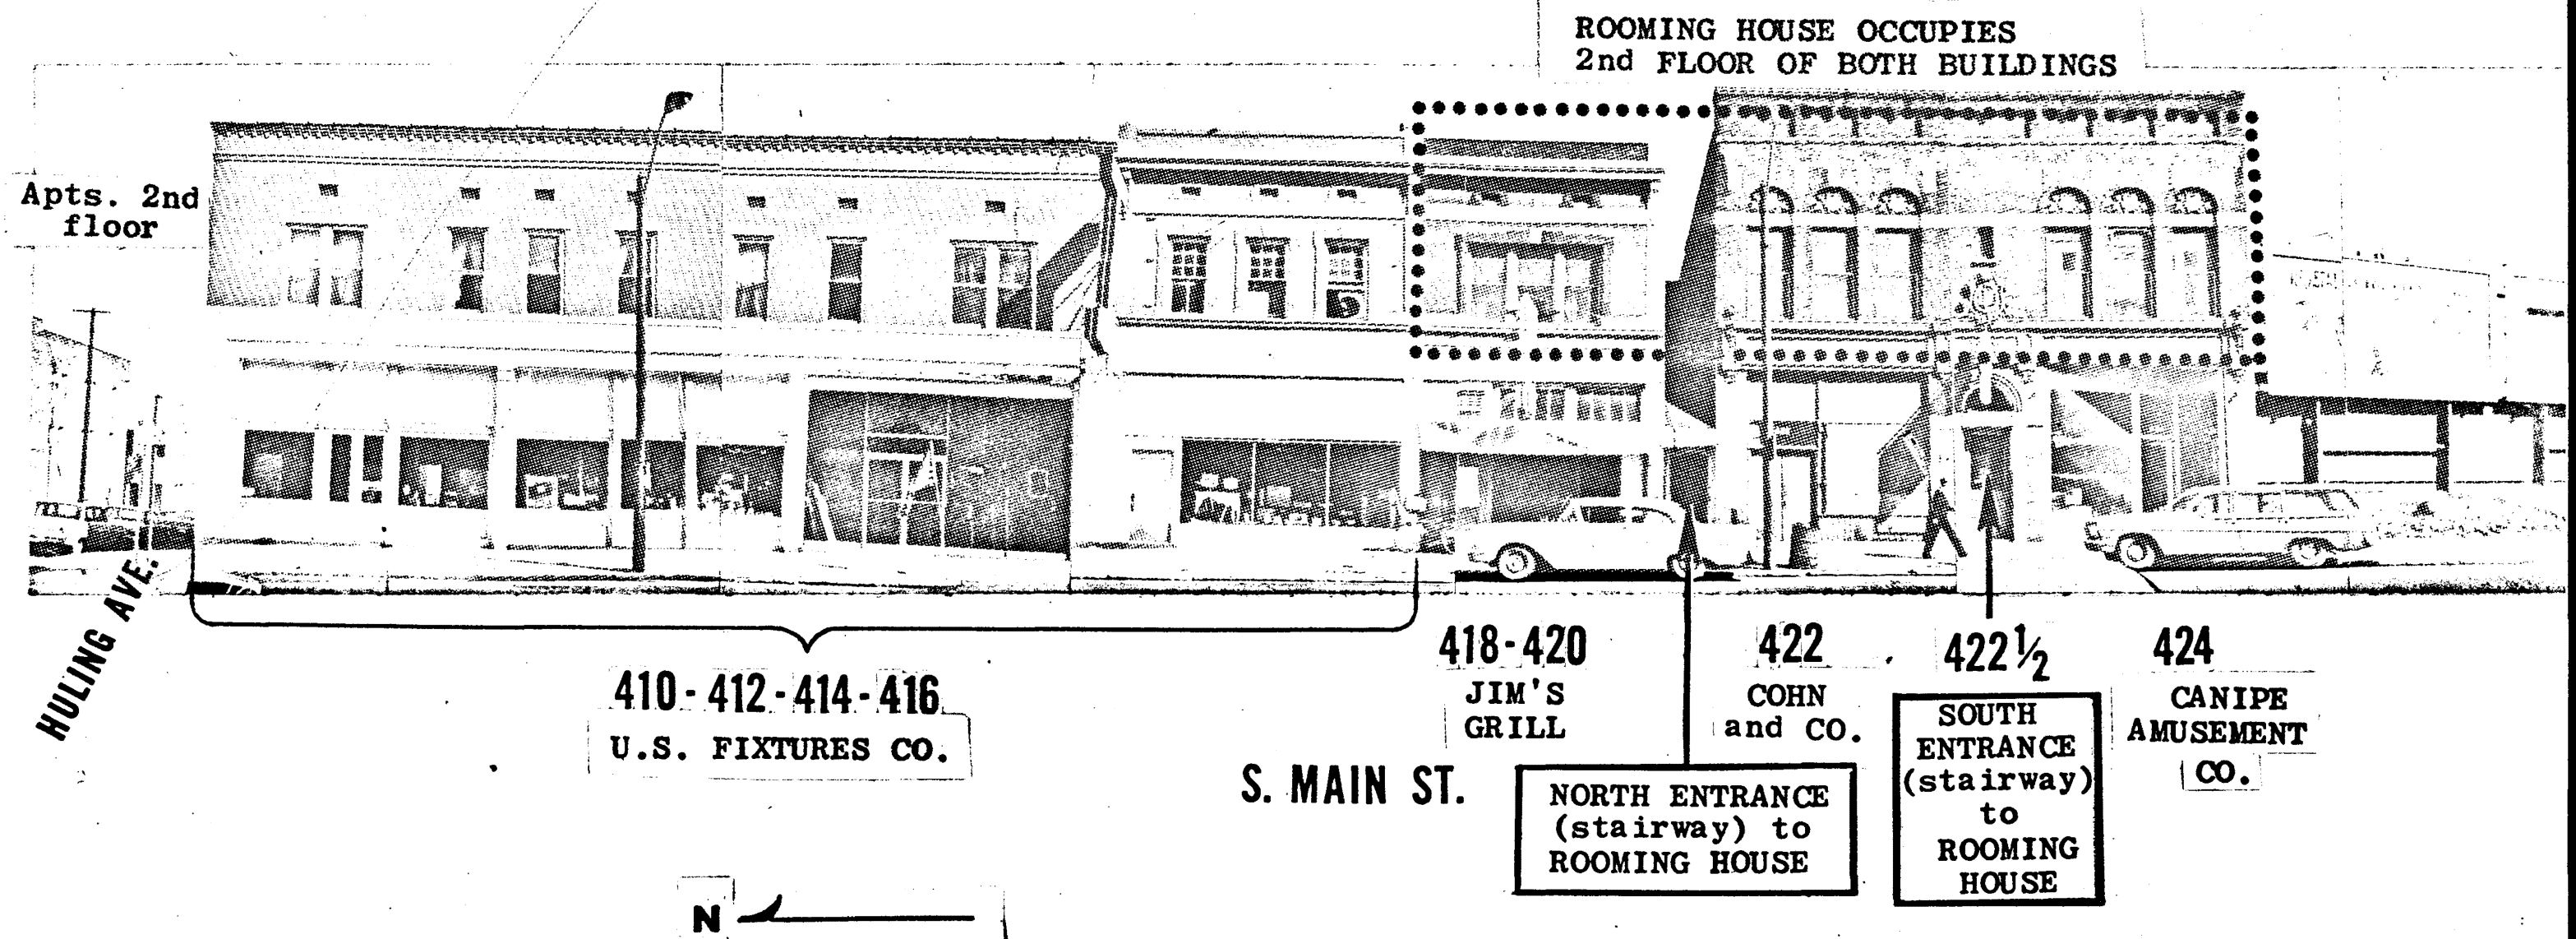 ROOMING HOUSE OCCUPIES
2nd FLOOR OF BOTH BUILDINGS
Apts. 2nd
floor
HULING AVE.
410-412-414-416
U.S. FIXTURES CO.
418-420
JIM'S
GRILL
422
COHN
and CO.
422½
SOUTH
ENTRANCE
(stairway)
to
ROOMING
HOUSE
424
CANIPE
AMUSEMENT
CO.
S. MAIN ST.
NORTH ENTRANCE
(stairway) to
ROOMING HOUSE
N